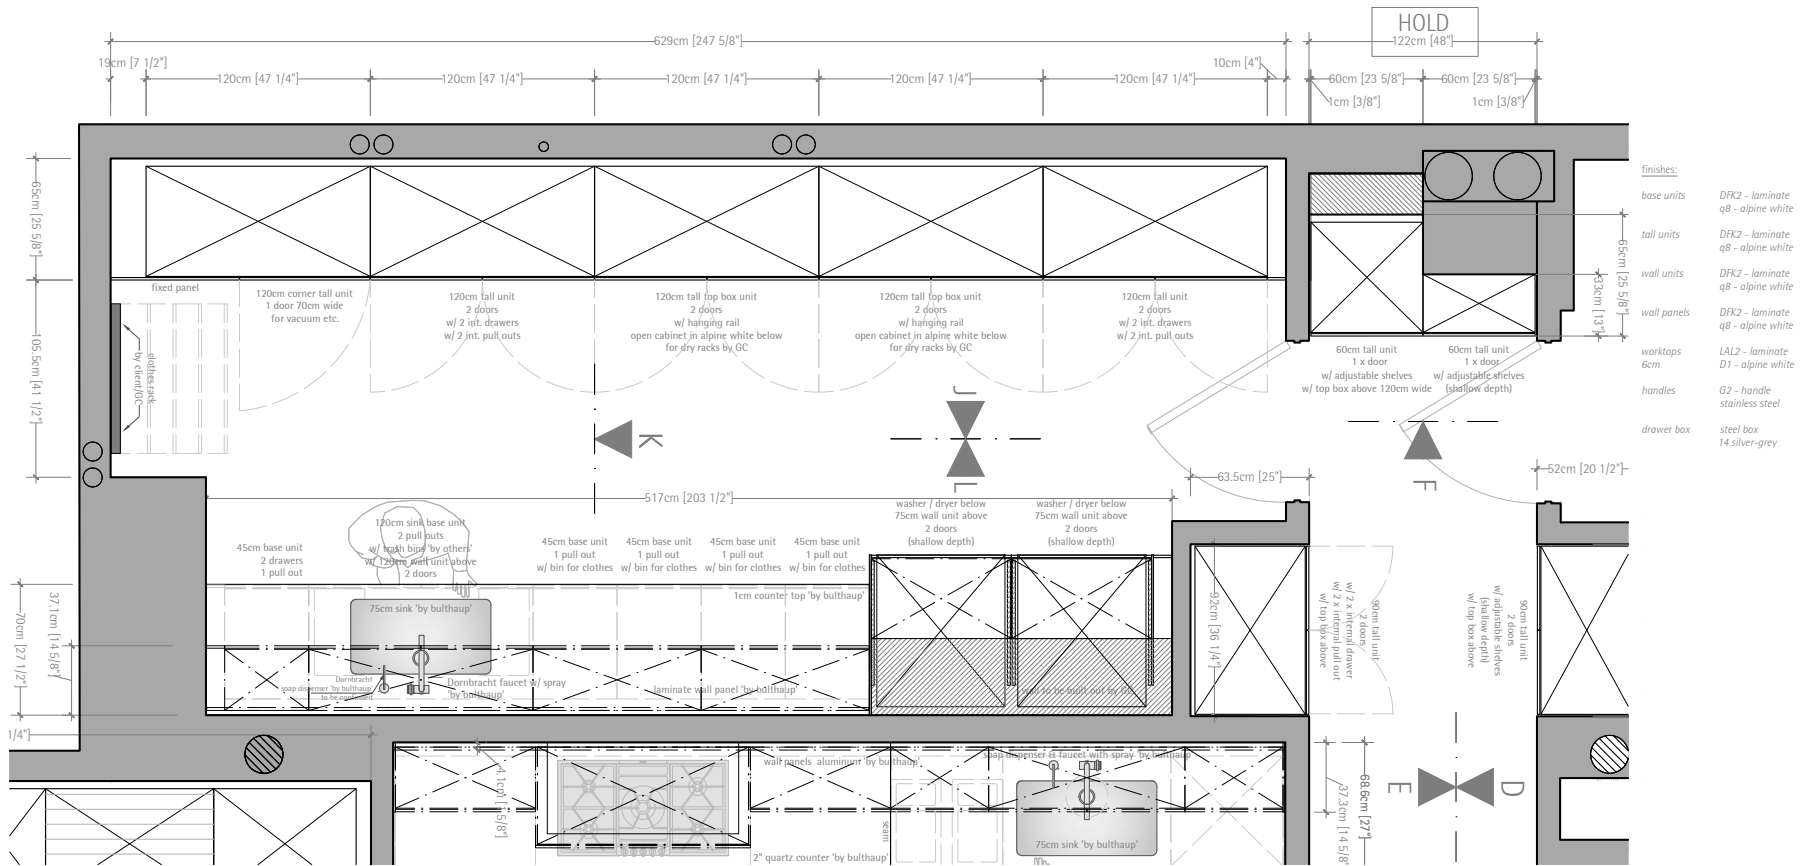 HOLD
629cm [247 5/8"]
122cm [48"]
19cm [7 1/2"]
120cm [47 1/4"]
120cm [47 1/4"]
120cm [47 1/4"]
120cm [47 1/4"]
120cm [47 1/4"]
10cm [4"]
60cm [23 5/8"]
60cm [23 5/8"]
1cm [3/8"]
1cm [3/8"]
65cm [25 5/8"]
105.5cm [41 1/2"]
fixed panel
120cm corner tall unit
1 door 70cm wide
for vacuum etc.
120cm tall unit
2 doors
w/ 2 int. drawers
w/ 2 int. pull outs
120cm tall top box unit
2 doors
w/ hanging rail
open cabinet in alpine white below
for dry racks by GC
120cm tall top box unit
2 doors
w/ hanging rail
open cabinet in alpine white below
for dry racks by GC
120cm tall unit
2 doors
w/ 2 int. drawers
w/ 2 int. pull outs
clothes rack
by client/GC
60cm tall unit
1 x door
w/ adjustable shelves
w/ top box above 120cm wide
60cm tall unit
1 x door
w/ adjustable shelves
(shallow depth)
65cm [25 5/8"]
33cm [13"]
finishes:
base units DFK2 - laminate
q8 - alpine white
tall units DFK2 - laminate
q8 - alpine white
wall units DFK2 - laminate
q8 - alpine white
wall panels DFK2 - laminate
q8 - alpine white
worktops LAL2 - laminate
6cm D1 - alpine white
handles G2 - handle
stainless steel
drawer box steel box
14 silver-grey
K
J
L
F
63.5cm [25"]
52cm [20 1/2"]
517cm [203 1/2"]
45cm base unit
2 drawers
1 pull out
120cm sink base unit
2 pull outs
w/ trash bins 'by others'
w/ 120cm wall unit above
2 doors
45cm base unit
1 pull out
w/ bin for clothes
45cm base unit
1 pull out
w/ bin for clothes
45cm base unit
1 pull out
w/ bin for clothes
45cm base unit
1 pull out
w/ bin for clothes
washer / dryer below
75cm wall unit above
2 doors
(shallow depth)
washer / dryer below
75cm wall unit above
2 doors
(shallow depth)
1cm counter top 'by bulthaup'
75cm sink 'by bulthaup'
Dornbracht
soap dispenser 'by bulthaup'
to be confirmed
Dornbracht faucet w/ spray
'by bulthaup'
laminate wall panel 'by bulthaup'
wall to be built out by GC
70cm [27 1/2"]
37.1cm [14 5/8"]
92cm [36 1/4"]
90cm tall unit
2 doors
w/ 2 x internal drawer
w/ 2 x internal pull out
w/ top box above
90cm tall unit
2 doors
w/ adjustable shelves
(shallow depth)
w/ top box above
1/4"]
wall panels aluminum 'by bulthaup'
soap dispenser & faucet with spray 'by bulthaup'
75cm sink 'by bulthaup'
seam
2" quartz counter 'by bulthaup'
37.3cm [14 5/8"
68.6cm [27"]
E
D